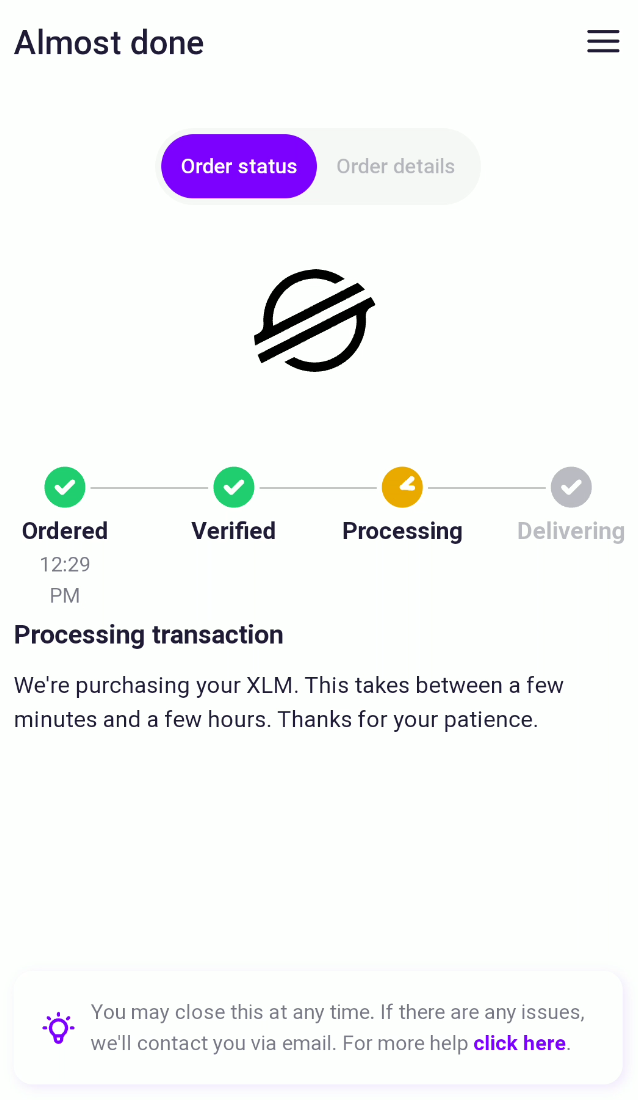 Almost done
Order status
Order details
Ordered
Verified
Processing
Delivering
12:29
PM
Processing transaction
We're purchasing your XLM. This takes between a few
minutes and a few hours. Thanks for your patience.
You may close this at any time. If there are any issues,
we'll contact you via email. For more help click here.